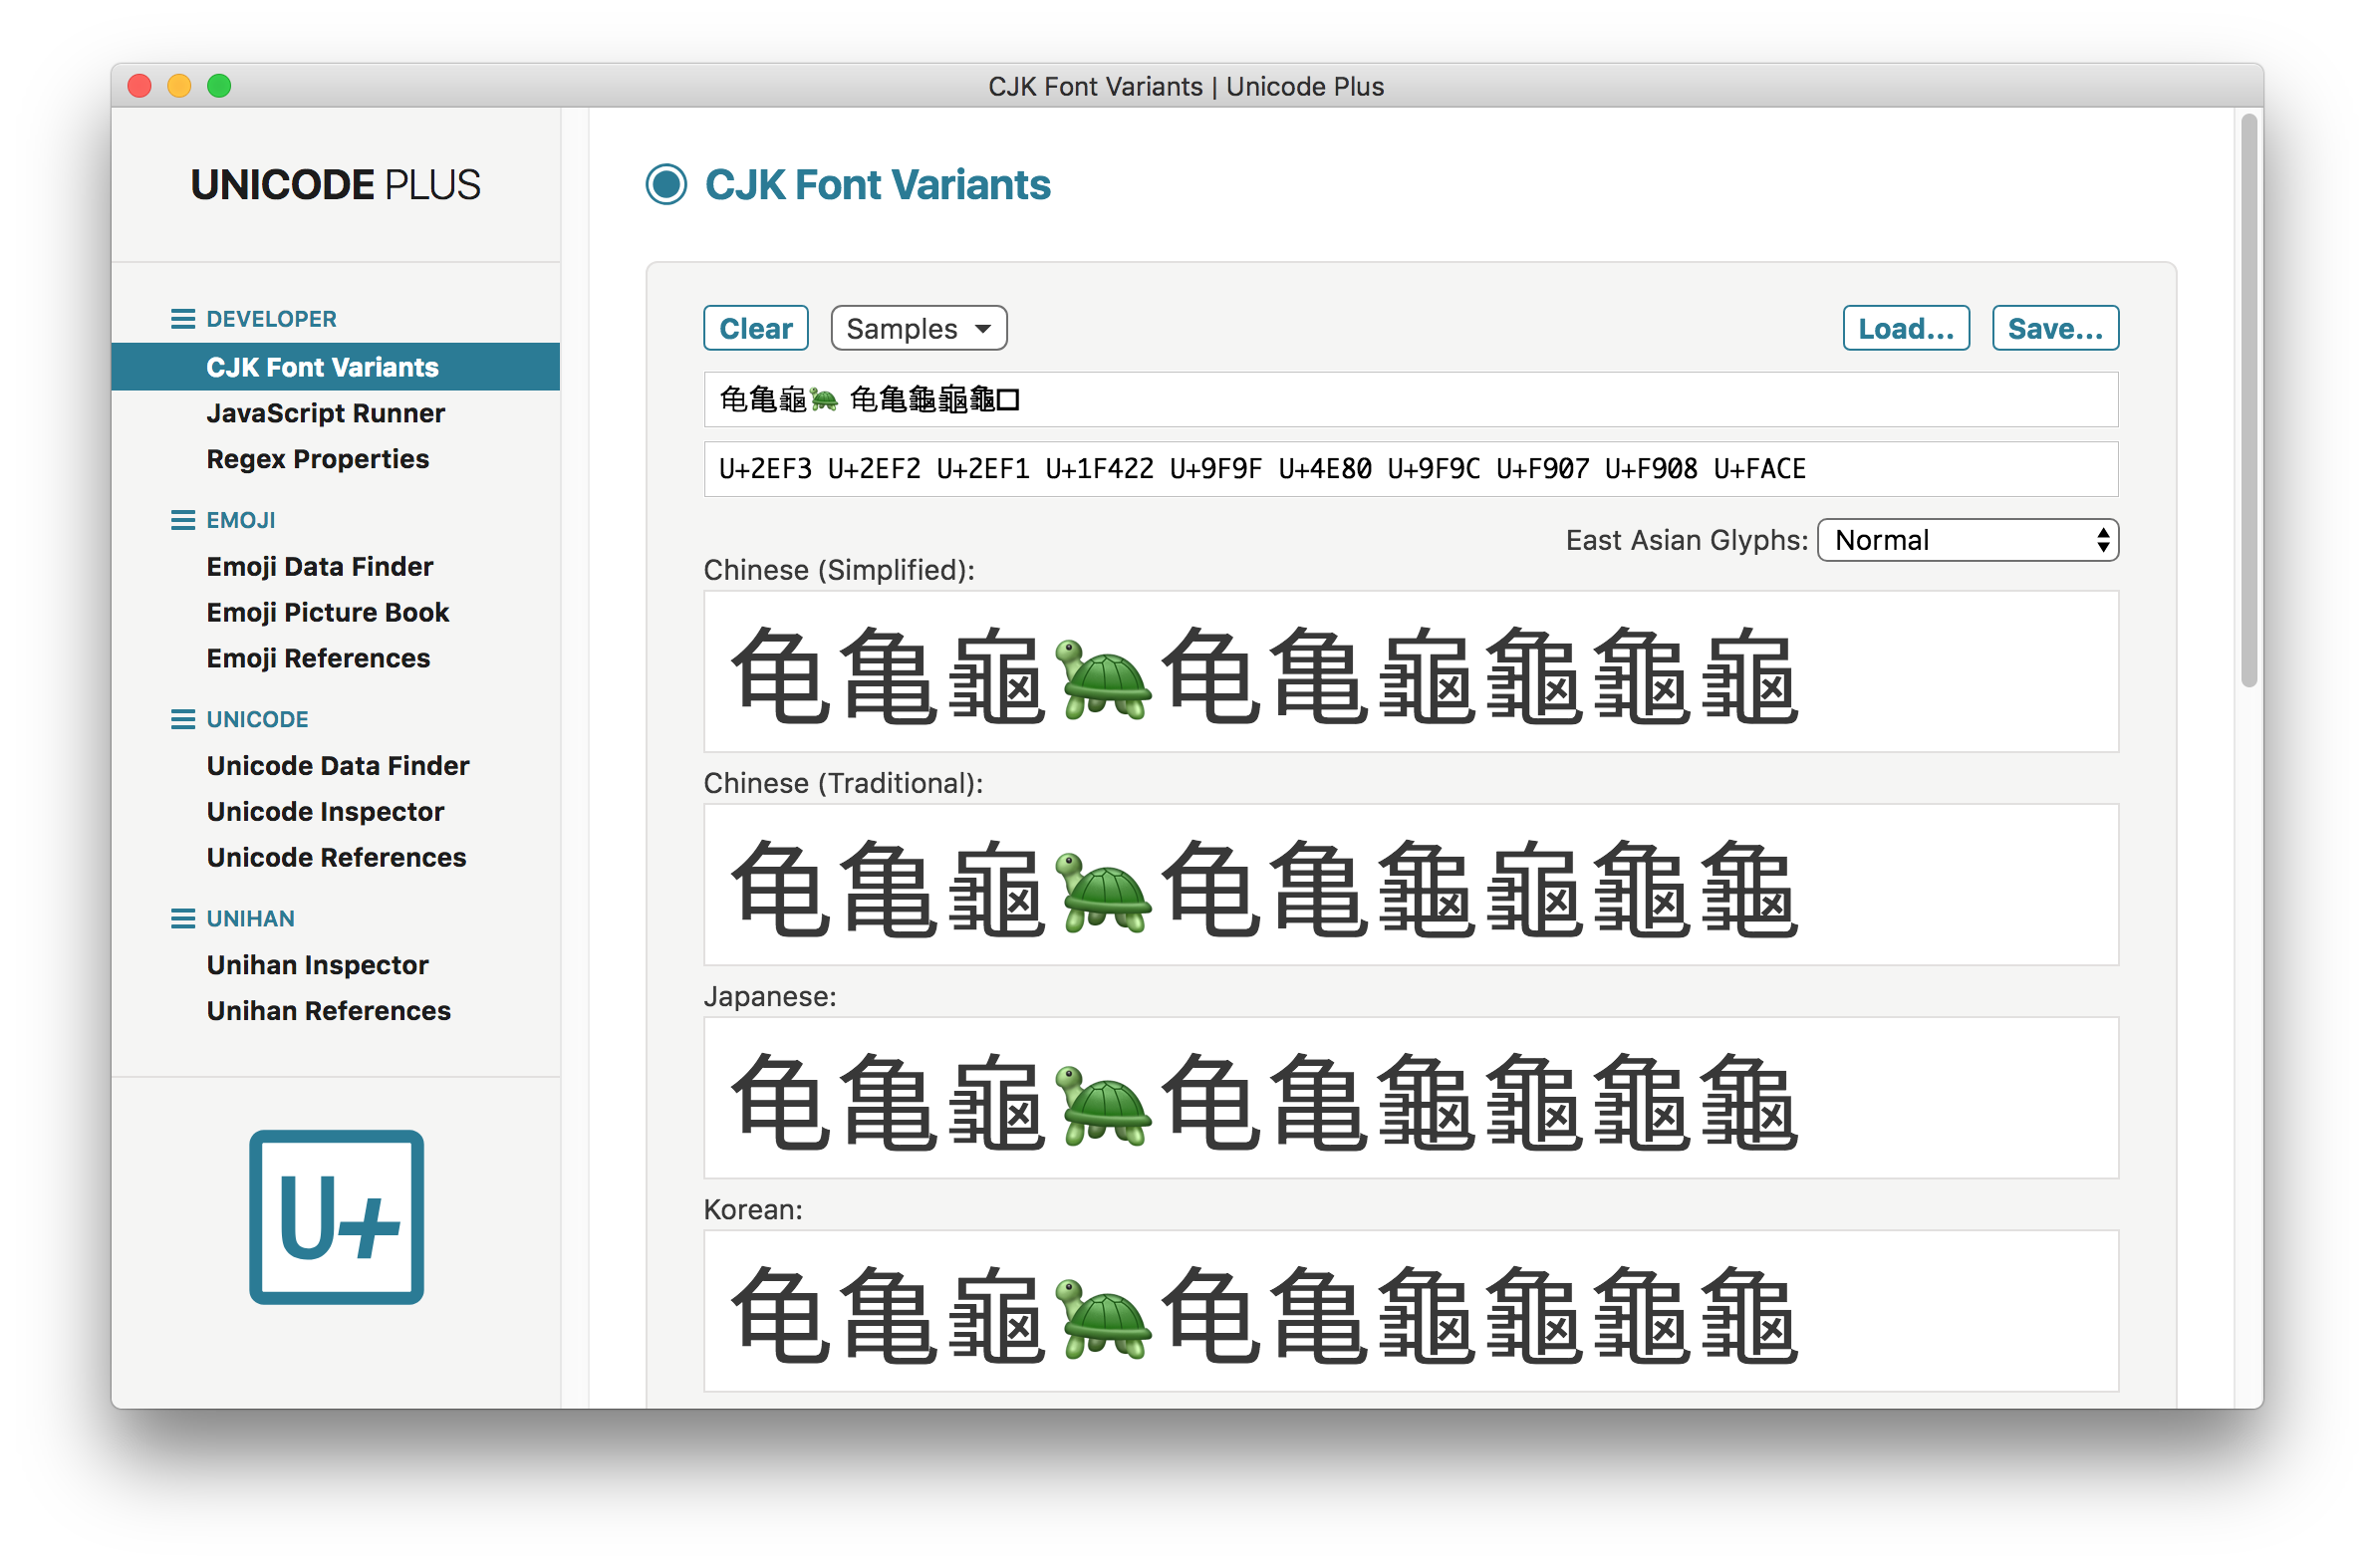 CJK Font Variants | Unicode Plus
UNICODE PLUS
DEVELOPER
CJK Font Variants
JavaScript Runner
Regex Properties
EMOJI
Emoji Data Finder
Emoji Picture Book
Emoji References
UNICODE
Unicode Data Finder
Unicode Inspector
Unicode References
UNIHAN
Unihan Inspector
Unihan References
U+
CJK Font Variants
Clear Samples Load... Save...
⻳⻲⻱🐢龟亀龜龜龜□
U+2EF3 U+2EF2 U+2EF1 U+1F422 U+9F9F U+4E80 U+9F9C U+F907 U+F908 U+FACE
East Asian Glyphs: Normal
Chinese (Simplified):
⻳⻲⻱🐢龟亀龜龜龜龜
Chinese (Traditional):
⻳⻲⻱🐢龟亀龜龜龜龜
Japanese:
⻳⻲⻱🐢龟亀龜龜龜龜
Korean:
⻳⻲⻱🐢龟亀龜龜龜龜